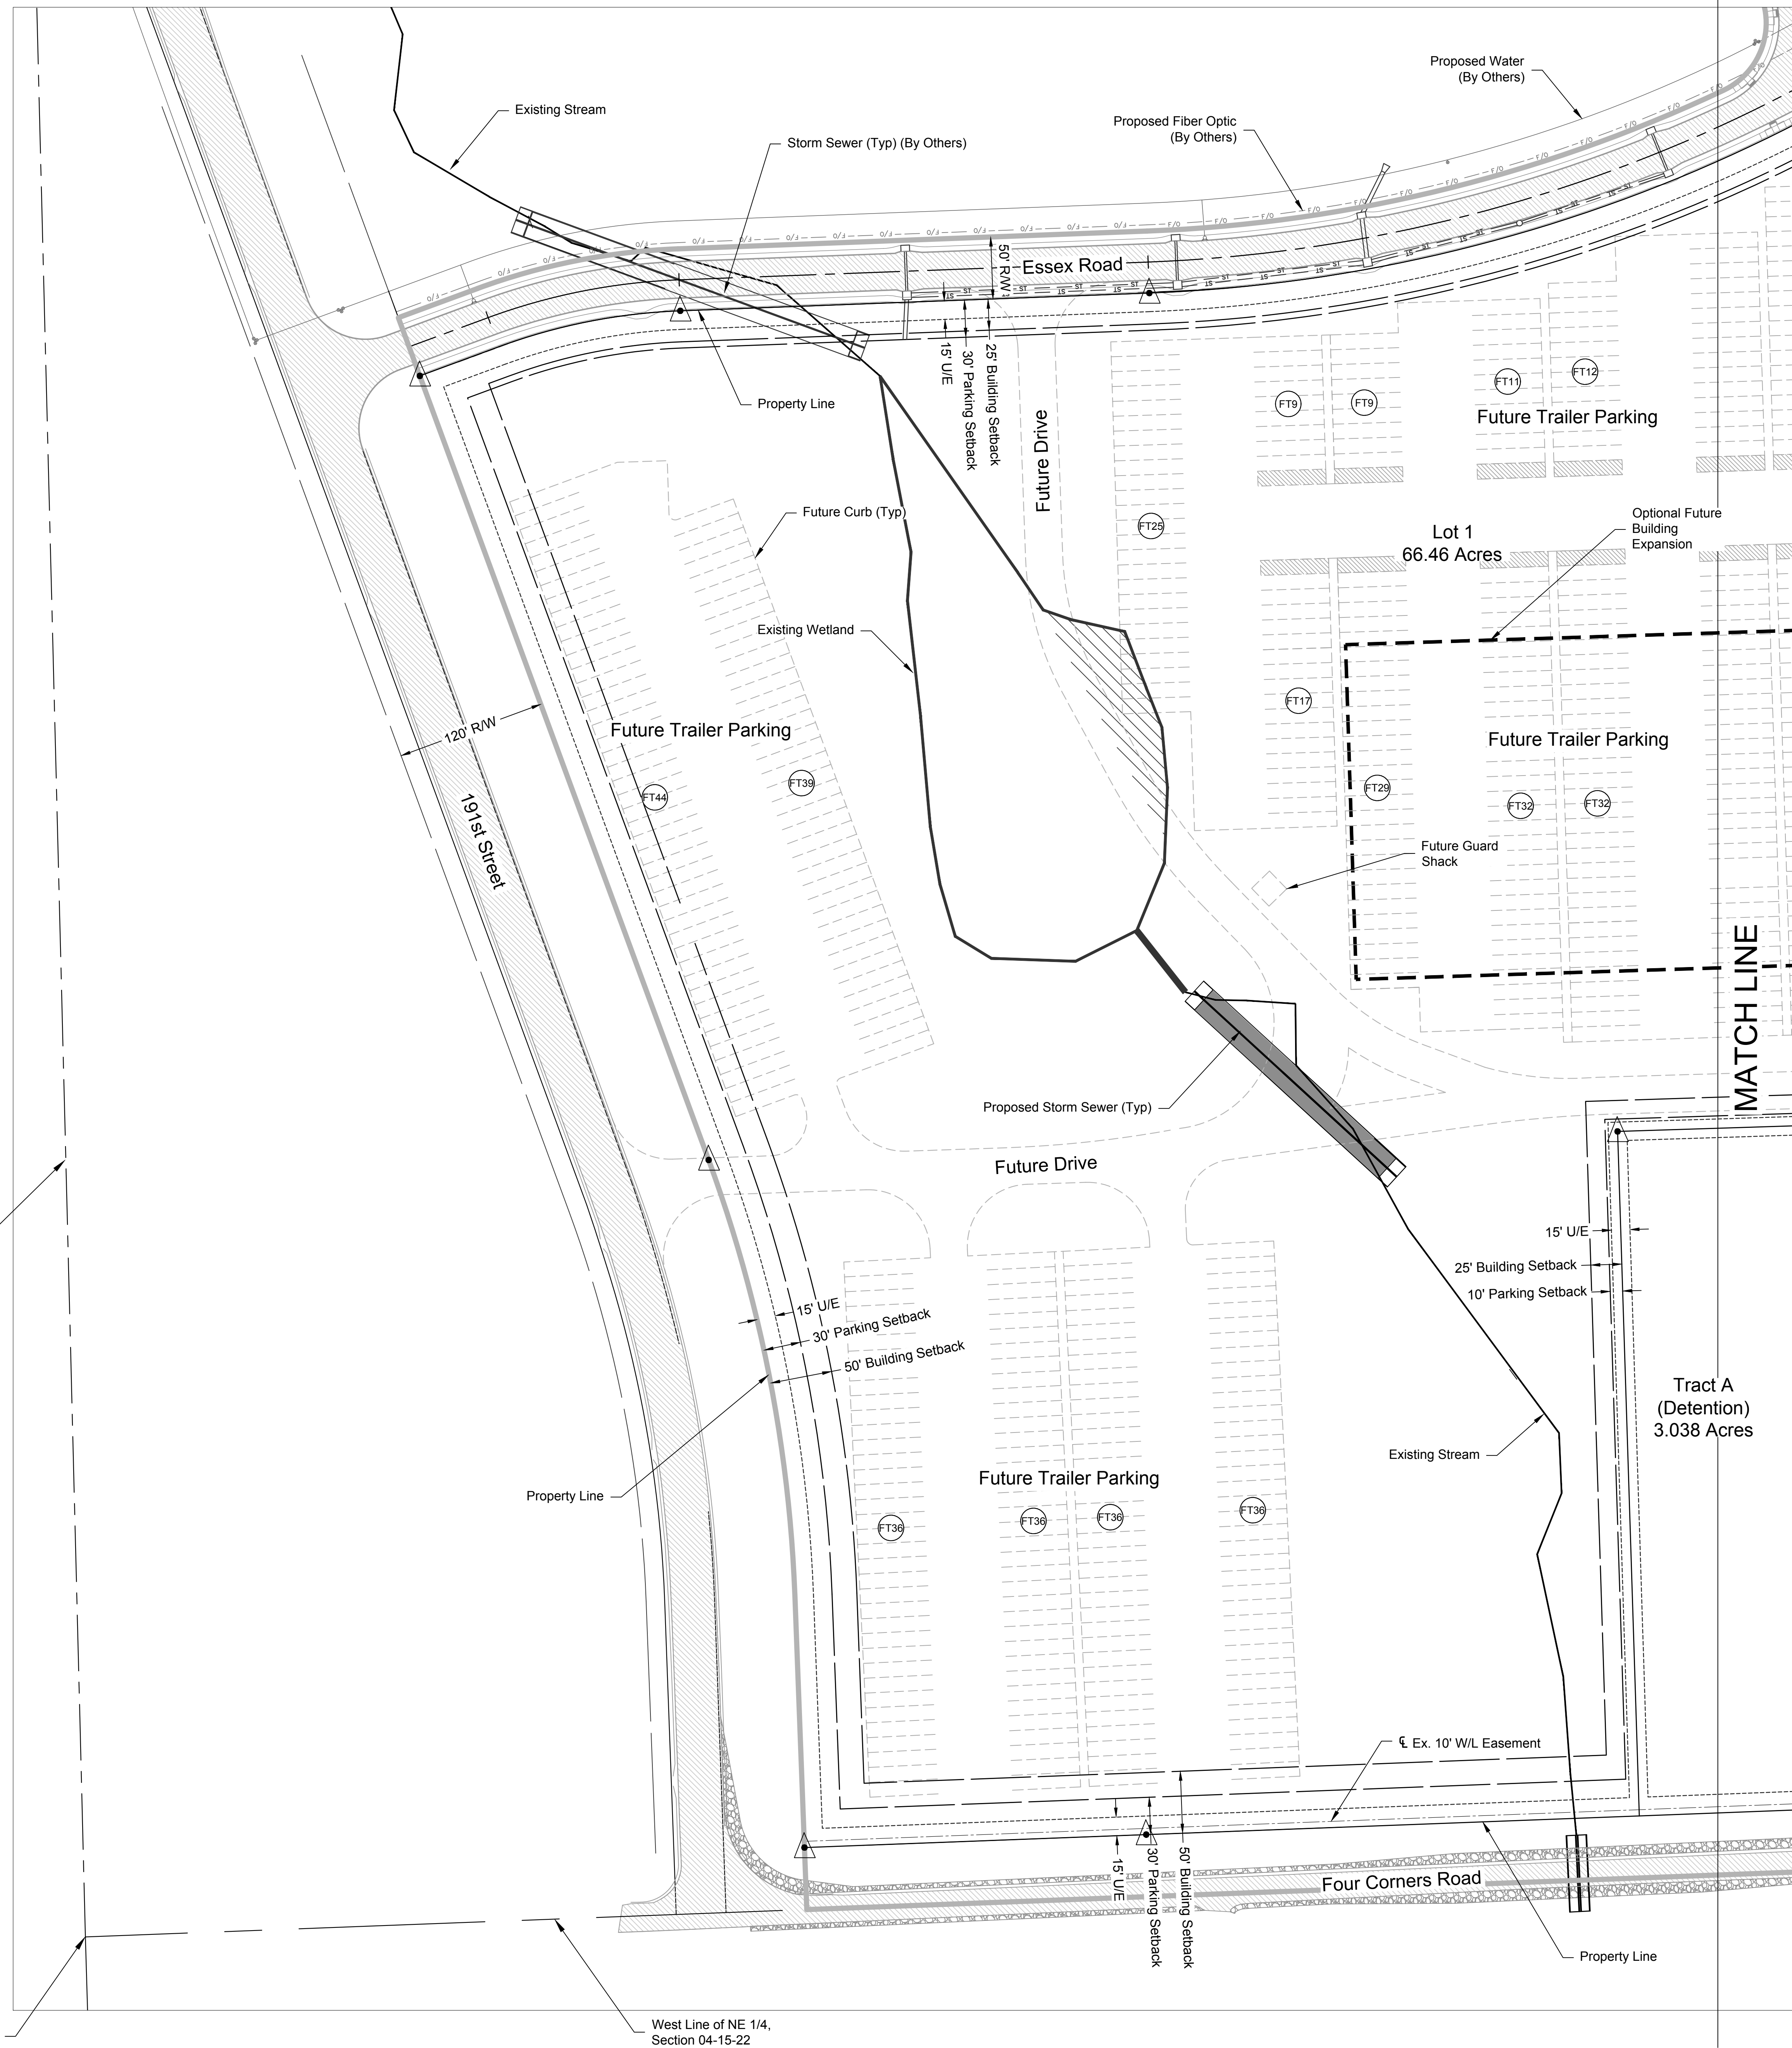 Proposed Water
(By Others)
Existing Stream
Proposed Fiber Optic
(By Others)
Storm Sewer (Typ) (By Others)
50' R/W
Essex Road
15' U/E
30' Parking Setback
25' Building Setback
Property Line
FT9
FT9
FT11
FT12
Future Trailer Parking
Future Drive
Future Curb (Typ)
FT25
Lot 1
66.46 Acres
Optional Future
Building
Expansion
Existing Wetland
120' R/W
Future Trailer Parking
FT17
Future Trailer Parking
FT44
FT39
FT29
FT32
FT32
191st Street
Future Guard
Shack
MATCH LINE
Proposed Storm Sewer (Typ)
Future Drive
15' U/E
25' Building Setback
10' Parking Setback
15' U/E
30' Parking Setback
50' Building Setback
Tract A
(Detention)
3.038 Acres
Existing Stream
Future Trailer Parking
Property Line
FT36
FT36
FT36
FT36
℄ Ex. 10' W/L Easement
15' U/E
30' Parking Setback
50' Building Setback
Four Corners Road
Property Line
West Line of NE 1/4,
Section 04-15-22